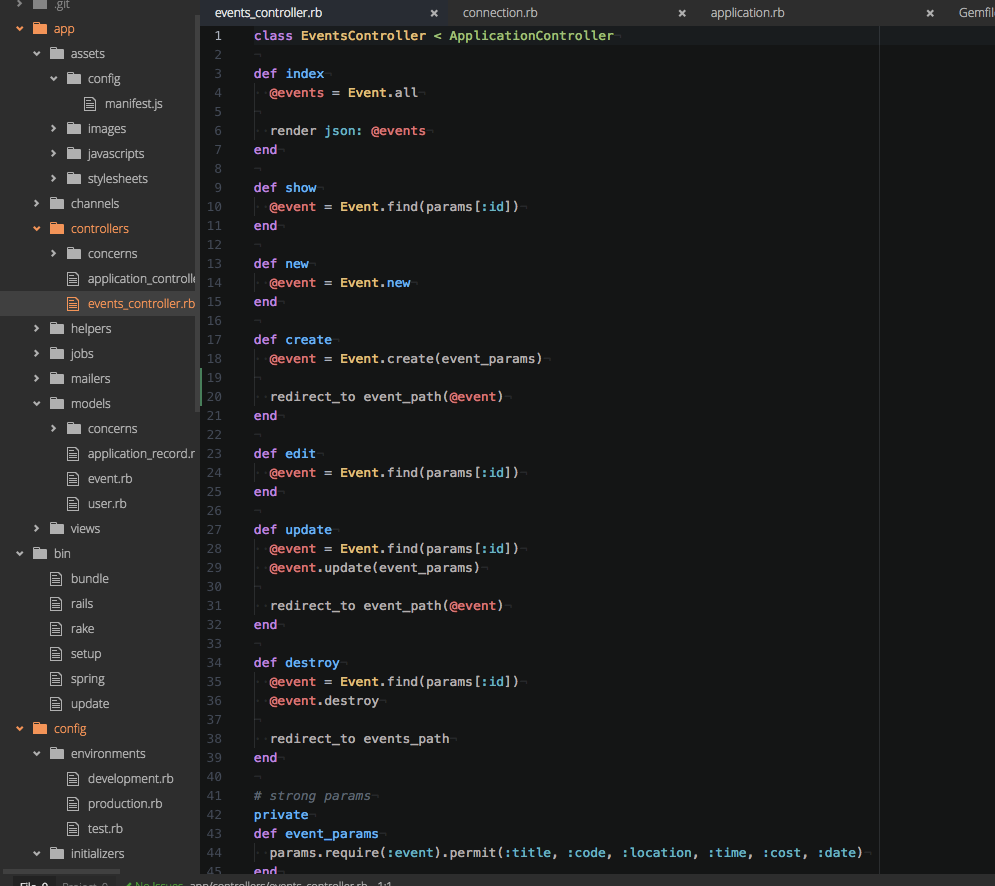 .git
app
assets
config
manifest.js
images
javascripts
stylesheets
channels
controllers
concerns
application_controlle
events_controller.rb
helpers
jobs
mailers
models
concerns
application_record.r
event.rb
user.rb
views
bin
bundle
rails
rake
setup
spring
update
config
environments
development.rb
production.rb
test.rb
initializers
events_controller.rb × connection.rb × application.rb × Gemfil
1 class EventsController < ApplicationController
2
3 def index
4 @events = Event.all
5
6 render json: @events
7 end
8
9 def show
10 @event = Event.find(params[:id])
11 end
12
13 def new
14 @event = Event.new
15 end
16
17 def create
18 @event = Event.create(event_params)
19
20 redirect_to event_path(@event)
21 end
22
23 def edit
24 @event = Event.find(params[:id])
25 end
26
27 def update
28 @event = Event.find(params[:id])
29 @event.update(event_params)
30
31 redirect_to event_path(@event)
32 end
33
34 def destroy
35 @event = Event.find(params[:id])
36 @event.destroy
37
38 redirect_to events_path
39 end
40
41 # strong params
42 private
43 def event_params
44 params.require(:event).permit(:title, :code, :location, :time, :cost, :date)
45 end
File 0 Project 0 ✓ No Issues app/controllers/events_controller.rb 1:1